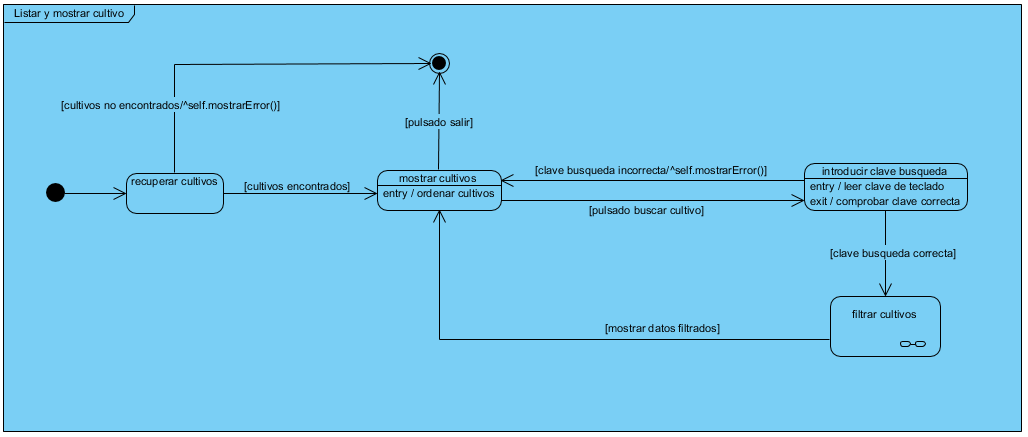 Listar y mostrar cultivo
[cultivos no encontrados/^self.mostrarError()]
[pulsado salir]
recuperar cultivos
[cultivos encontrados]
mostrar cultivos
entry / ordenar cultivos
[clave busqueda incorrecta/^self.mostrarError()]
[pulsado buscar cultivo]
introducir clave busqueda
entry / leer clave de teclado
exit / comprobar clave correcta
[clave busqueda correcta]
filtrar cultivos
[mostrar datos filtrados]